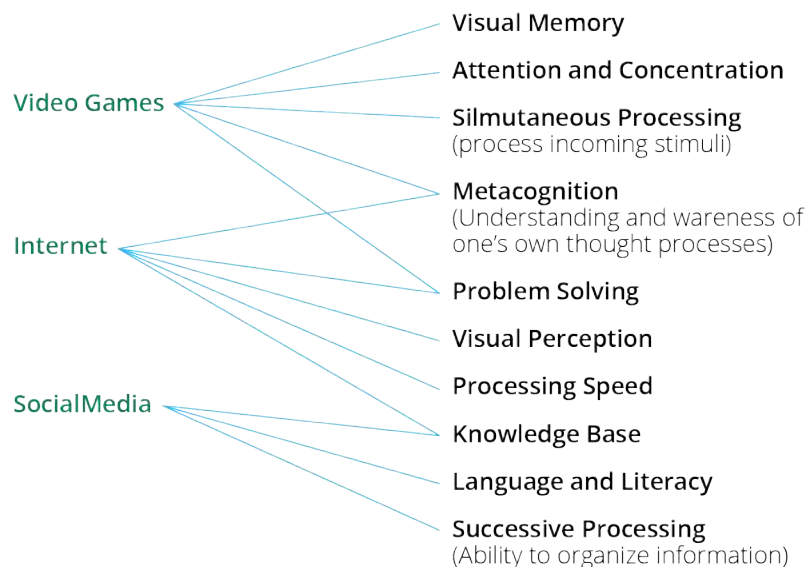 Visual Memory
Attention and Concentration
Video Games
Silmutaneous Processing
(process incoming stimuli)
Metacognition
(Understanding and wareness of
one's own thought processes)
Internet
Problem Solving
Visual Perception
Processing Speed
SocialMedia
Knowledge Base
Language and Literacy
Successive Processing
(Ability to organize information)